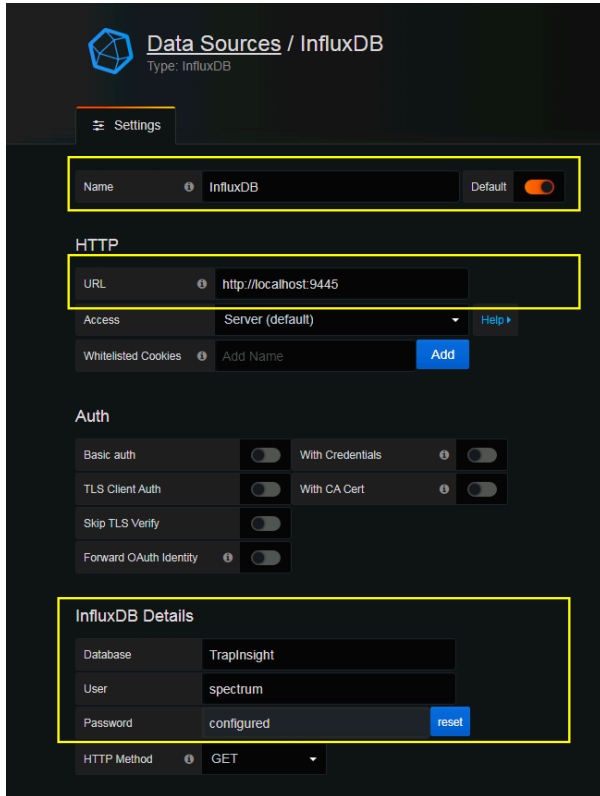 Data Sources / InfluxDB
Type: InfluxDB
Settings
Name InfluxDB Default
HTTP
URL http://localhost:9445
Access Server (default) Help
Whitelisted Cookies Add Name Add
Auth
Basic auth With Credentials
TLS Client Auth With CA Cert
Skip TLS Verify
Forward OAuth Identity
InfluxDB Details
Database TrapInsight
User spectrum
Password configured reset
HTTP Method GET